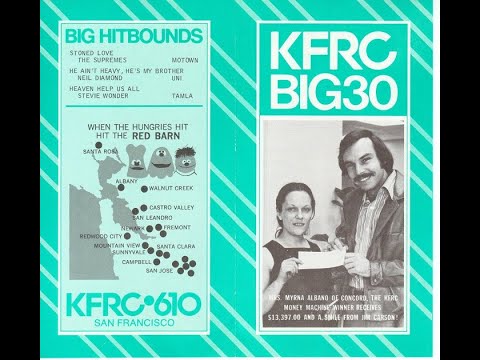 BIG HITBOUNDS
STONED LOVE
THE SUPREMES MOTOWN
HE AIN'T HEAVY, HE'S MY BROTHER
NEIL DIAMOND UNI
HEAVEN HELP US ALL
STEVIE WONDER TAMLA
WHEN THE HUNGRIES HIT
HIT THE RED BARN
SANTA ROSA
ALBANY
WALNUT CREEK
CASTRO VALLEY
SAN LEANDRO
NEWARK FREMONT
REDWOOD CITY
MOUNTAIN VIEW SANTA CLARA
SUNNYVALE
CAMPBELL
SAN JOSE
KFRC•610
SAN FRANCISCO
KFRC
BIG30
MRS. MYRNA ALBANO OF CONCORD, THE KFRC
MONEY MACHINE WINNER RECEIVES
$13,397.00 AND A SMILE FROM JIM CARSON!